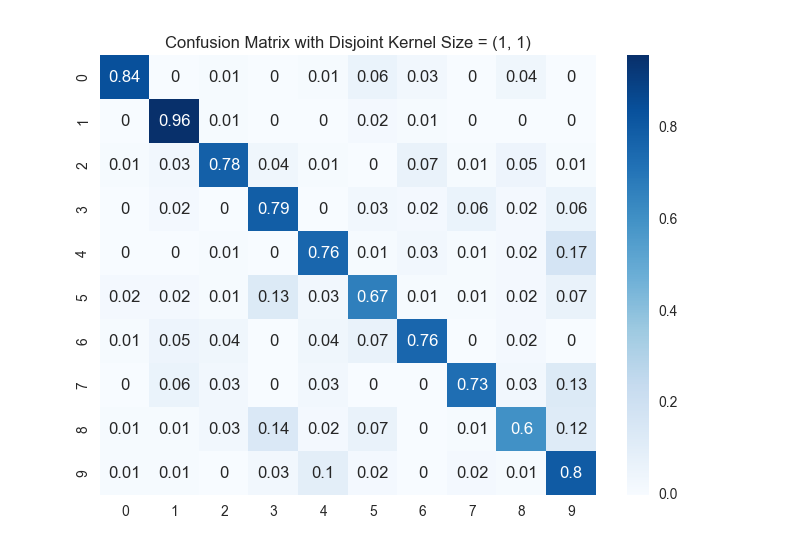 Confusion Matrix with Disjoint Kernel Size = (1, 1)
0 0.84 0 0.01 0 0.01 0.06 0.03 0 0.04 0
1 0 0.96 0.01 0 0 0.02 0.01 0 0 0
2 0.01 0.03 0.78 0.04 0.01 0 0.07 0.01 0.05 0.01
3 0 0.02 0 0.79 0 0.03 0.02 0.06 0.02 0.06
4 0 0 0.01 0 0.76 0.01 0.03 0.01 0.02 0.17
5 0.02 0.02 0.01 0.13 0.03 0.67 0.01 0.01 0.02 0.07
6 0.01 0.05 0.04 0 0.04 0.07 0.76 0 0.02 0
7 0 0.06 0.03 0 0.03 0 0 0.73 0.03 0.13
8 0.01 0.01 0.03 0.14 0.02 0.07 0 0.01 0.6 0.12
9 0.01 0.01 0 0.03 0.1 0.02 0 0.02 0.01 0.8
0 1 2 3 4 5 6 7 8 9
0.8
0.6
0.4
0.2
0.0